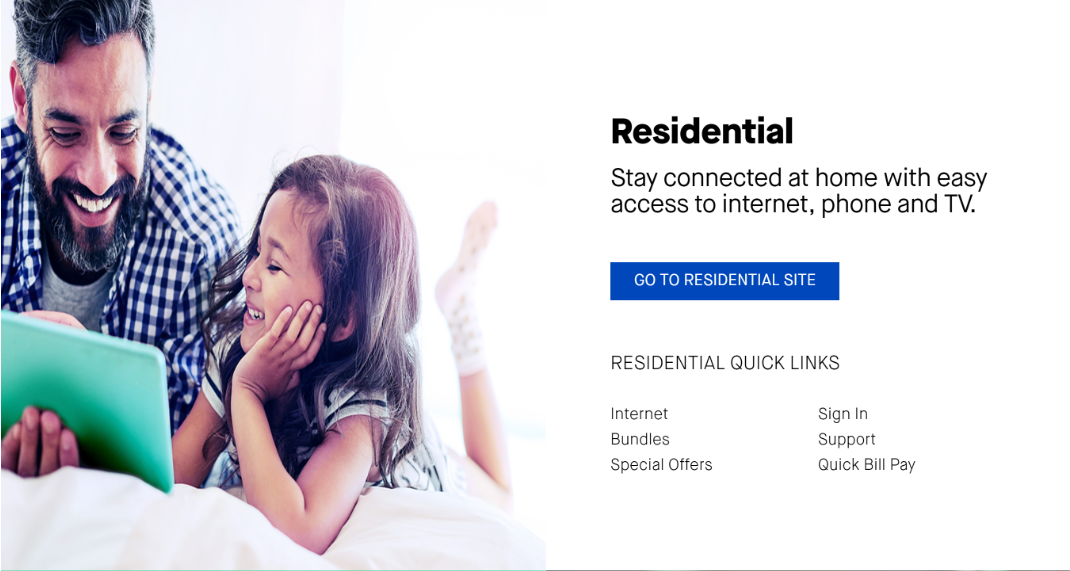 Residential
Stay connected at home with easy
access to internet, phone and TV.
GO TO RESIDENTIAL SITE
RESIDENTIAL QUICK LINKS
Internet
Bundles
Special Offers
Sign In
Support
Quick Bill Pay